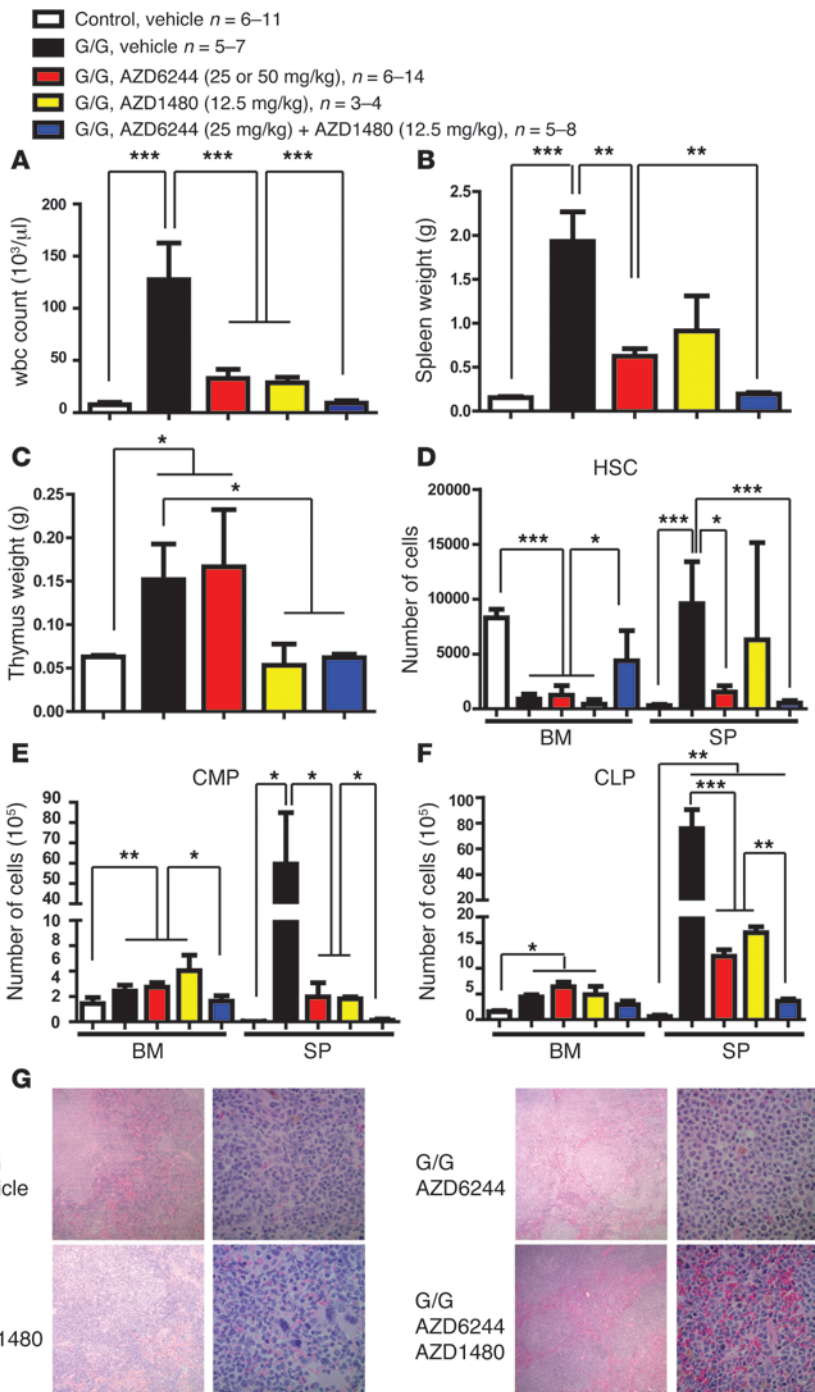 Control, vehicle n = 6–11
G/G, vehicle n = 5–7
G/G, AZD6244 (25 or 50 mg/kg), n = 6–14
G/G, AZD1480 (12.5 mg/kg), n = 3–4
G/G, AZD6244 (25 mg/kg) + AZD1480 (12.5 mg/kg), n = 5–8
A
*** *** ***
wbc count (10³/μl)
200
150
100
50
0
B
*** ** **
Spleen weight (g)
2.5
2.0
1.5
1.0
0.5
0.0
C
*
*
Thymus weight (g)
0.25
0.20
0.15
0.10
0.05
0.00
D
HSC
Number of cells
20000
15000
10000
5000
0
*** * *** * ***
BM SP
E
CMP
Number of cells (10⁵)
90
80
70
60
50
40
10
8
6
4
2
0
** * * * *
BM SP
F
CLP
Number of cells (10⁵)
100
80
60
40
20
20
15
10
5
0
* ** *** **
BM SP
G
G/G
AZD6244
G/G
AZD6244
AZD1480